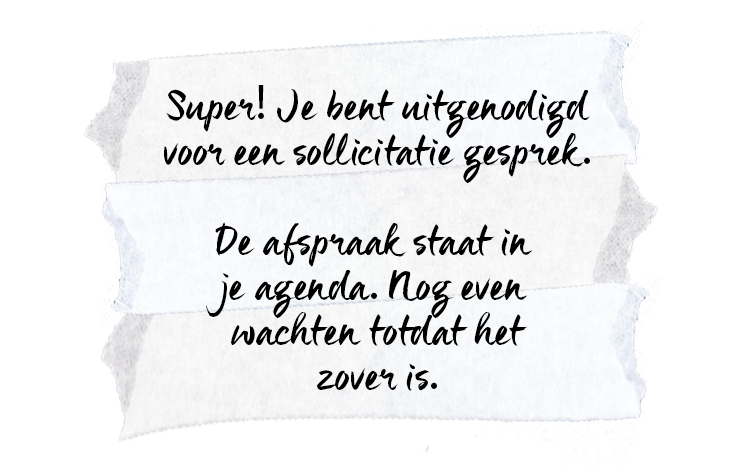 Super! Je bent uitgenodigd
voor een sollicitatie gesprek.
De afspraak staat in
je agenda. Nog even
wachten totdat het
zover is.